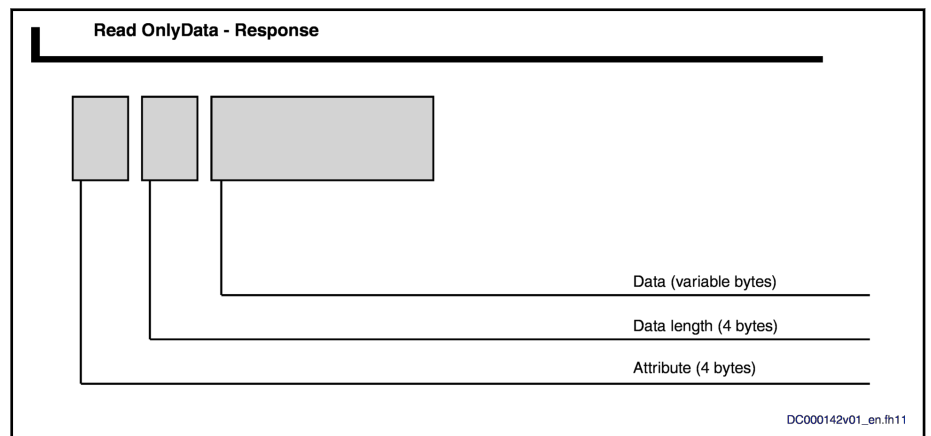 Read OnlyData - Response
Data (variable bytes)
Data length (4 bytes)
Attribute (4 bytes)
DC000142v01_en.fh11